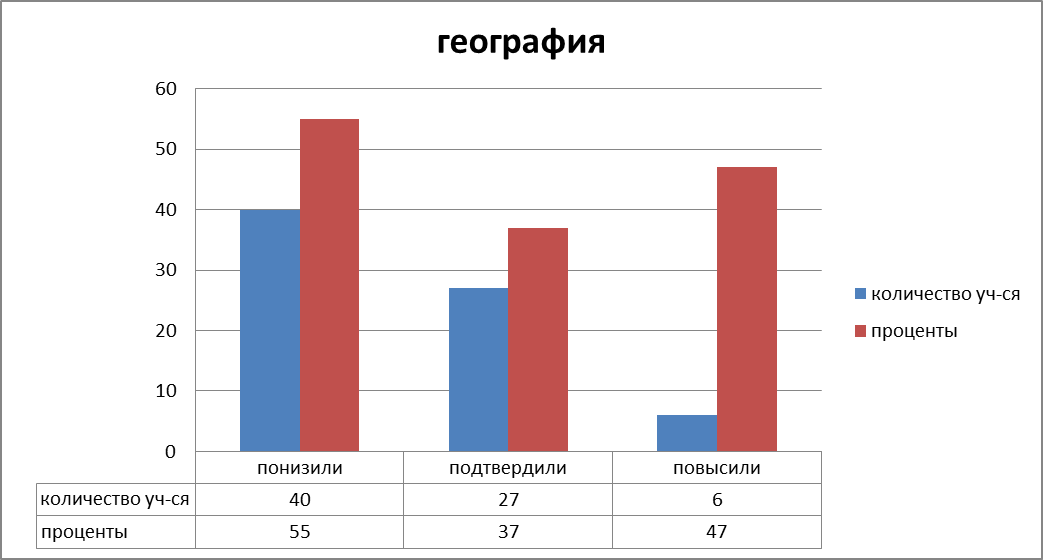 география
60
50
40
30
20
10
0
понизили подтвердили повысили
количество уч-ся 40 27 6
проценты 55 37 47
количество уч-ся
проценты